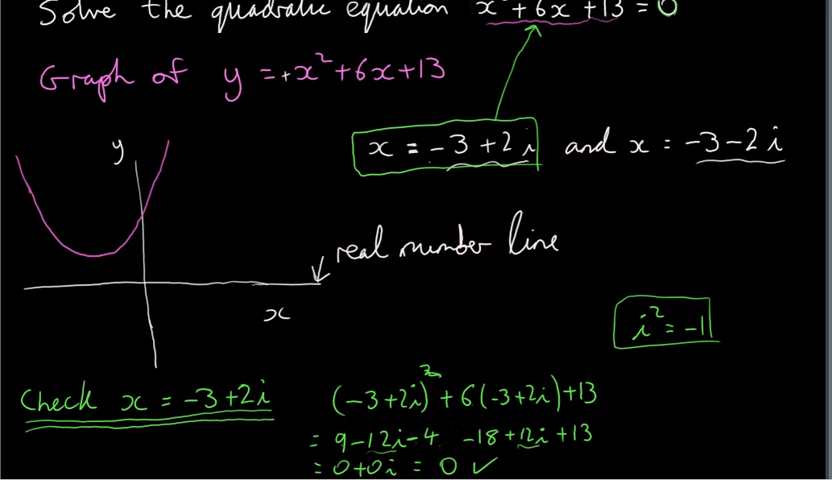 Solve the quadratic equation x² + 6x + 13 = 0
Graph of y = +x² + 6x + 13
x = -3 + 2i and x = -3 - 2i
y
real number line
x
i² = -1
Check x = -3 + 2i
(-3 + 2i)² + 6(-3 + 2i) + 13
= 9 - 12i - 4 - 18 + 12i + 13
= 0 + 0i = 0 ✓